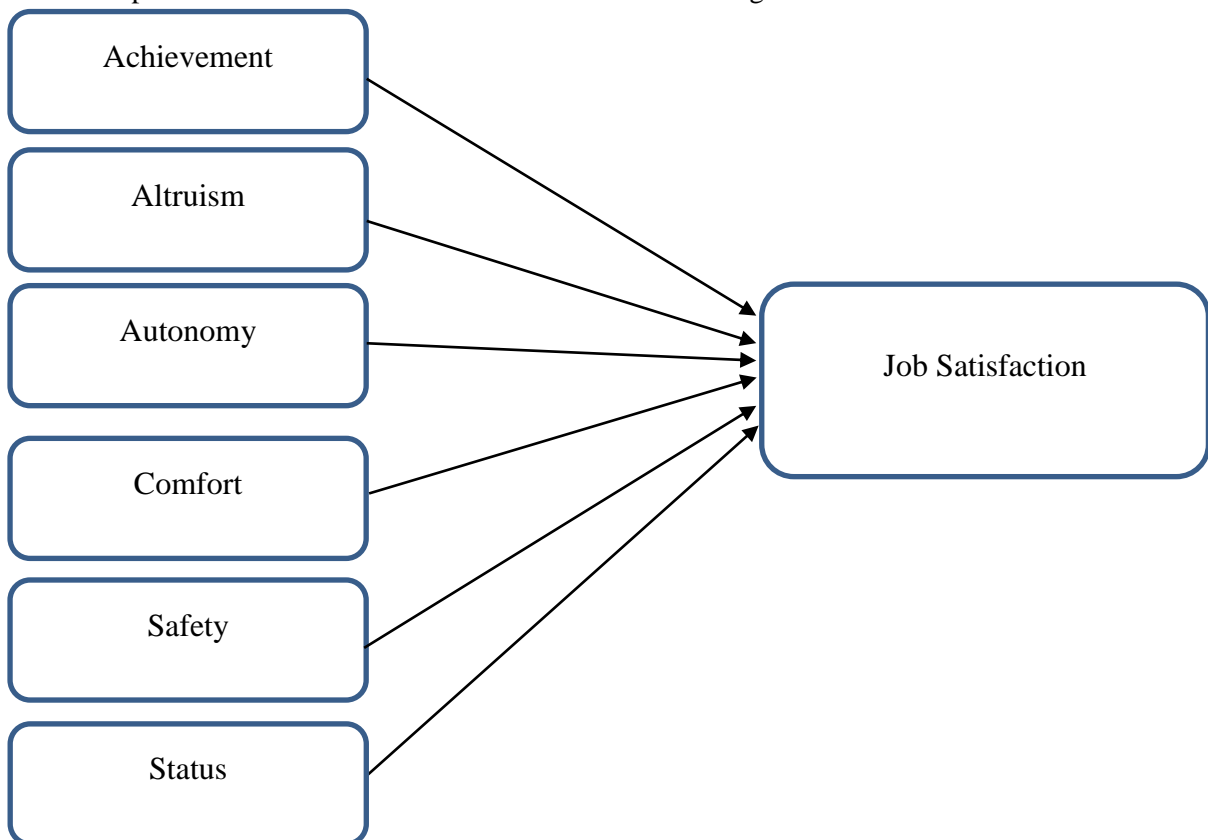 Achievement
Altruism
Autonomy
Comfort
Safety
Status
Job Satisfaction